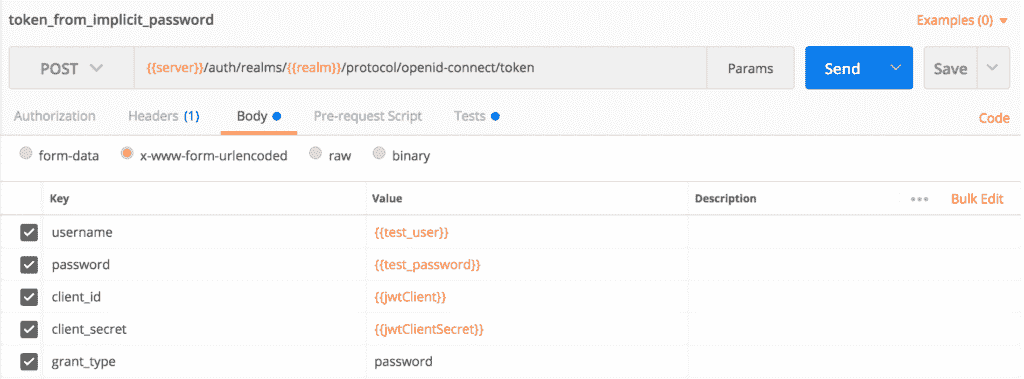 token_from_implicit_password Examples (0)
POST {{server}}/auth/realms/{{realm}}/protocol/openid-connect/token Params Send Save
Authorization Headers (1) Body Pre-request Script Tests Code
form-data x-www-form-urlencoded raw binary
Key Value Description ••• Bulk Edit
username {{test_user}}
password {{test_password}}
client_id {{jwtClient}}
client_secret {{jwtClientSecret}}
grant_type password